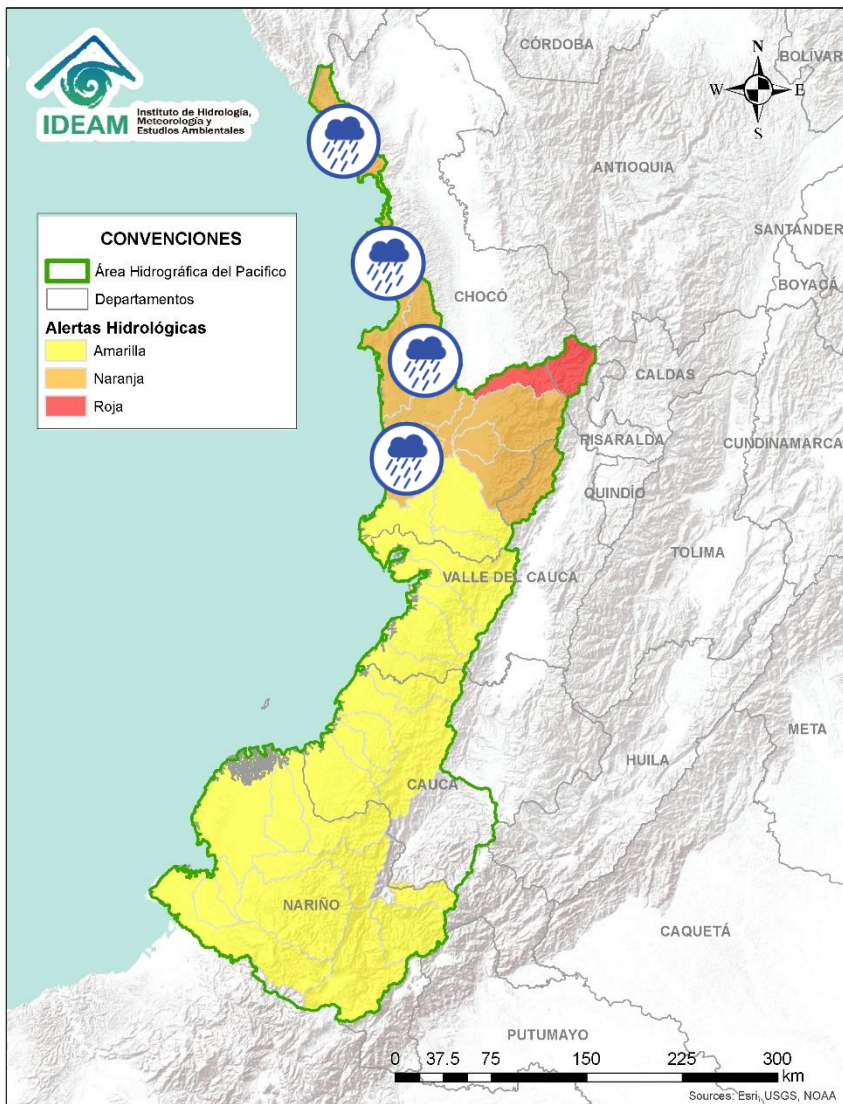 IDEAM
Instituto de Hidrología,
Meteorología y
Estudios Ambientales
N
W
E
S
CONVENCIONES
Área Hidrográfica del Pacifico
Departamentos
Alertas Hidrológicas
Amarilla
Naranja
Roja
CÓRDOBA
BOLÍVAR
ANTIOQUIA
SANTANDER
BOYACÁ
CHOCÓ
CALDAS
RISARALDA
CUNDINAMARCA
QUINDÍO
TOLIMA
VALLE DEL CAUCA
META
HUILA
CAUCA
NARIÑO
CAQUETÁ
PUTUMAYO
0 37.5 75 150 225 300
km
Sources: Esri, USGS, NOAA